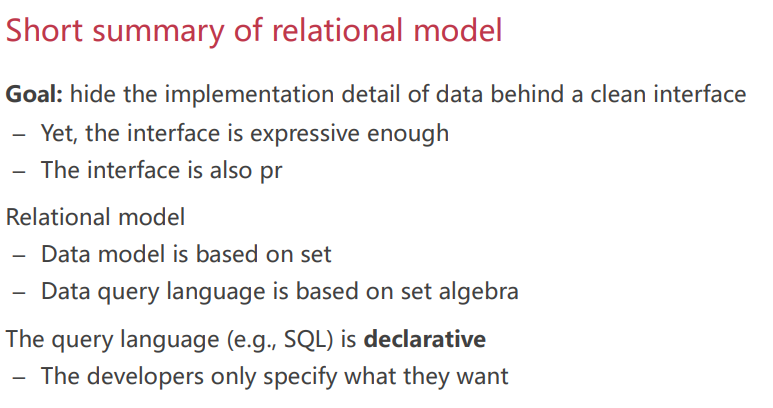 Short summary of relational model
Goal: hide the implementation detail of data behind a clean interface
– Yet, the interface is expressive enough
– The interface is also pr
Relational model
– Data model is based on set
– Data query language is based on set algebra
The query language (e.g., SQL) is declarative
– The developers only specify what they want